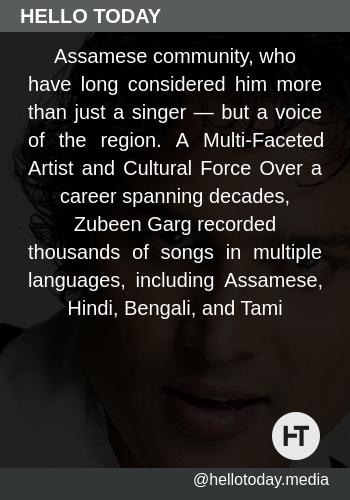 HELLO TODAY
Assamese community, who
have long considered him more
than just a singer — but a voice
of the region. A Multi-Faceted
Artist and Cultural Force Over a
career spanning decades,
Zubeen Garg recorded
thousands of songs in multiple
languages, including Assamese,
Hindi, Bengali, and Tami
HT
@hellotoday.media